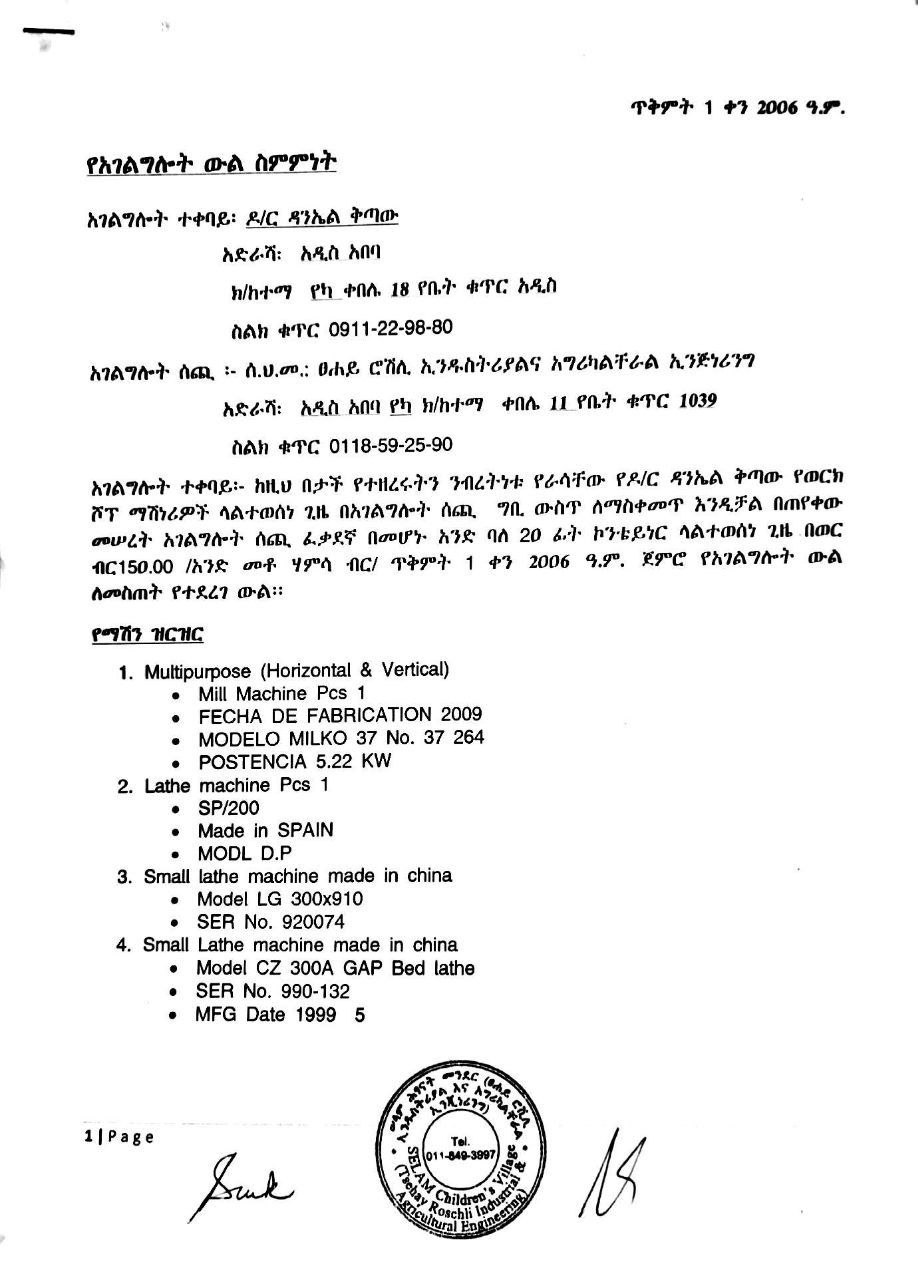 ጥቅምት 1 ቀን 2006 ዓ.ም.
የአገልግሎት ውል ስምምነት
አገልግሎት ተቀባይ፡ ዶ/ር ዳንኤል ቅጣው
አድራሻ፡ አዲስ አበባ
ክ/ከተማ የካ ቀበሌ 18 የቤት ቁጥር አዲስ
ስልክ ቁጥር 0911-22-98-80
አገልግሎት ሰጪ ፡- ሰ.ህ.መ.: ፀሐይ ሮሽሊ ኢንዱስትሪያልና አግሪካልቸራል ኢንጅነሪንግ
አድራሻ፡ አዲስ አበባ የካ ክ/ከተማ ቀበሌ 11 የቤት ቁጥር 1039
ስልክ ቁጥር 0118-59-25-90
አገልግሎት ተቀባይ፡- ከዚህ በታች የተዘረሩትን ንብረትነቱ የራሳቸው የዶ/ር ዳንኤል ቅጣው የወርክ
ሾፕ ማሽነሪዎች ላልተወሰነ ጊዜ በአገልግሎት ሰጪ ግቢ ውስጥ ለማስቀመጥ እንዲቻል በጠየቀው
መሠረት አገልግሎት ሰጪ ፈቃደኛ በመሆኑ አንድ ባለ 20 ፊት ኮንቴይነር ላልተወሰነ ጊዜ በወር
ብር150.00 /አንድ መቶ ሃምሳ ብር/ ጥቅምት 1 ቀን 2006 ዓ.ም. ጀምሮ የአገልግሎት ውል
ለመስጠት የተደረገ ውል።
የማሽን ዝርዝር
1. Multipurpose (Horizontal & Vertical)
• Mill Machine Pcs 1
• FECHA DE FABRICATION 2009
• MODELO MILKO 37 No. 37 264
• POSTENCIA 5.22 KW
2. Lathe machine Pcs 1
• SP/200
• Made in SPAIN
• MODL D.P
3. Small lathe machine made in china
• Model LG 300x910
• SER No. 920074
4. Small Lathe machine made in china
• Model CZ 300A GAP Bed lathe
• SER No. 990-132
• MFG Date 1999 5
1 | Page
ሰላም ሕፃናት መንደር (ፀሐይ ሮሽሊ
ኢንዱስትሪያል እና አግሪካልቸራል
ኢንጂነሪንግ)
Tel.
011-849-3997
SELAM Children's Village
(Tsehay Roschli Industrial &
Agricultural Engineering)